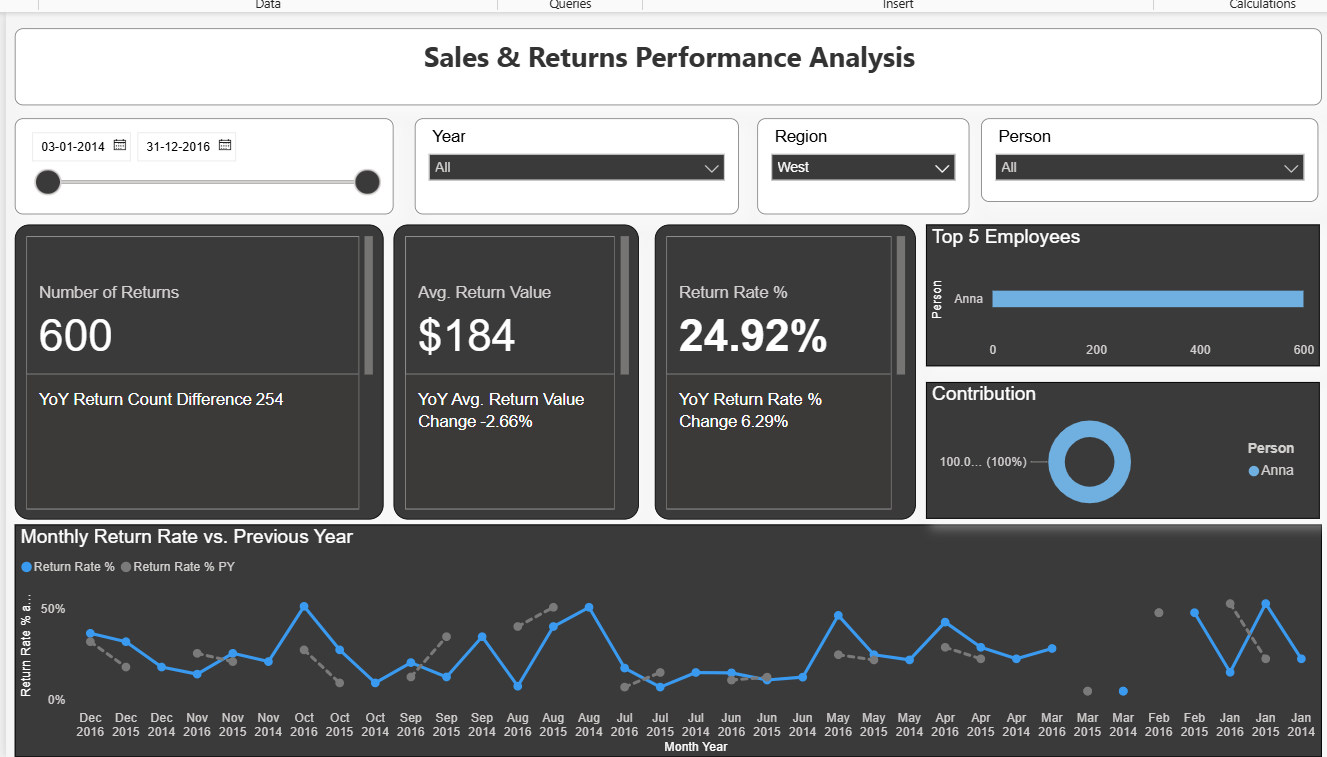 Data Queries Insert Calculations
Sales & Returns Performance Analysis
03-01-2014 31-12-2016
Year
All
Region
West
Person
All
Number of Returns
600
YoY Return Count Difference 254
Avg. Return Value
$184
YoY Avg. Return Value
Change -2.66%
Return Rate %
24.92%
YoY Return Rate %
Change 6.29%
Top 5 Employees
Person
Anna
0 200 400 600
Contribution
100.0... (100%)
Person
Anna
Monthly Return Rate vs. Previous Year
Return Rate % Return Rate % PY
Return Rate % a...
50%
0%
Dec Dec Dec Nov Nov Nov Oct Oct Oct Sep Sep Sep Aug Aug Aug Jul Jul Jul Jun Jun Jun May May May Apr Apr Apr Mar Mar Mar Feb Feb Jan Jan Jan
2016 2015 2014 2016 2015 2014 2016 2015 2014 2016 2015 2014 2016 2015 2014 2016 2015 2014 2016 2015 2014 2016 2015 2014 2016 2015 2014 2016 2015 2014 2016 2015 2016 2015 2014
Month Year